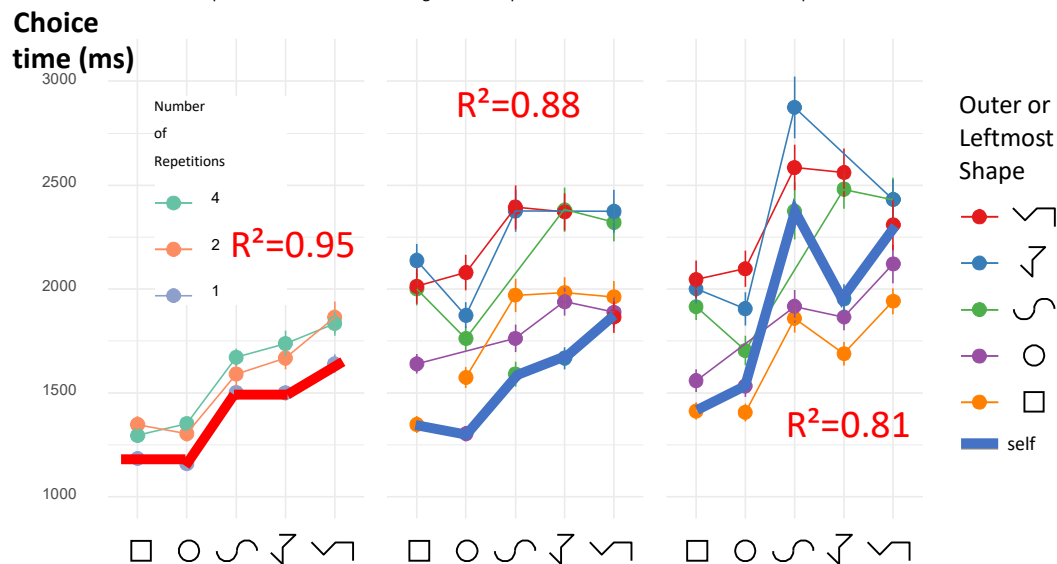 Choice
time (ms)
3000
2500
2000
1500
1000
Number
of
Repetitions
4
2
1
R²=0.95
R²=0.88
R²=0.81
Outer or
Leftmost
Shape
self